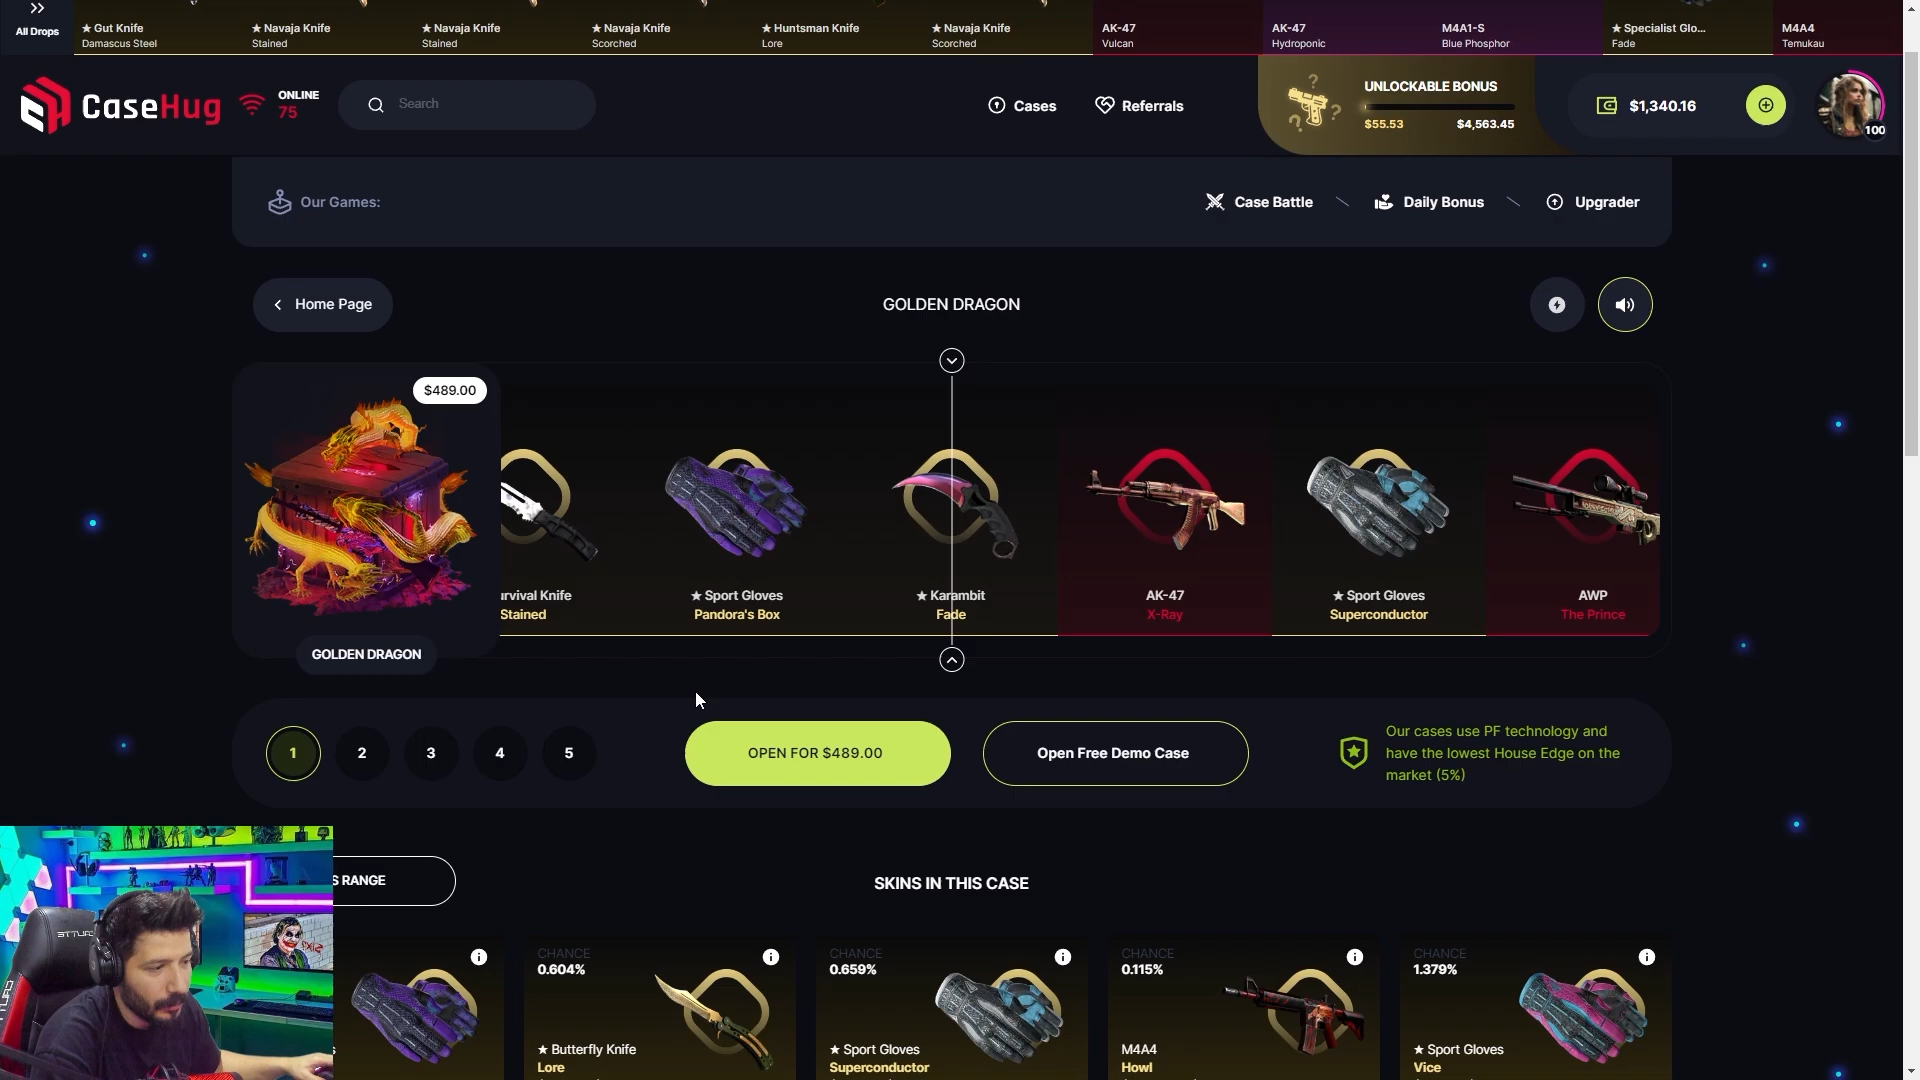 All Drops
★ Gut Knife
Damascus Steel
★ Navaja Knife
Stained
★ Navaja Knife
Stained
★ Navaja Knife
Scorched
★ Huntsman Knife
Lore
★ Navaja Knife
Scorched
AK-47
Vulcan
AK-47
Hydroponic
M4A1-S
Blue Phosphor
★ Specialist Glo...
Fade
M4A4
Temukau
CaseHug
ONLINE
75
Search
Cases
Referrals
UNLOCKABLE BONUS
$55.53
$4,563.45
$1,340.16
100
Our Games:
Case Battle
Daily Bonus
Upgrader
Home Page
GOLDEN DRAGON
$489.00
urvival Knife
Stained
★ Sport Gloves
Pandora's Box
★ Karambit
Fade
AK-47
X-Ray
★ Sport Gloves
Superconductor
AWP
The Prince
GOLDEN DRAGON
1
2
3
4
5
OPEN FOR $489.00
Open Free Demo Case
Our cases use PF technology and
have the lowest House Edge on the
market (5%)
S RANGE
SKINS IN THIS CASE
CHANCE
0.604%
★ Butterfly Knife
Lore
CHANCE
0.659%
★ Sport Gloves
Superconductor
CHANCE
0.115%
M4A4
Howl
CHANCE
1.379%
★ Sport Gloves
Vice